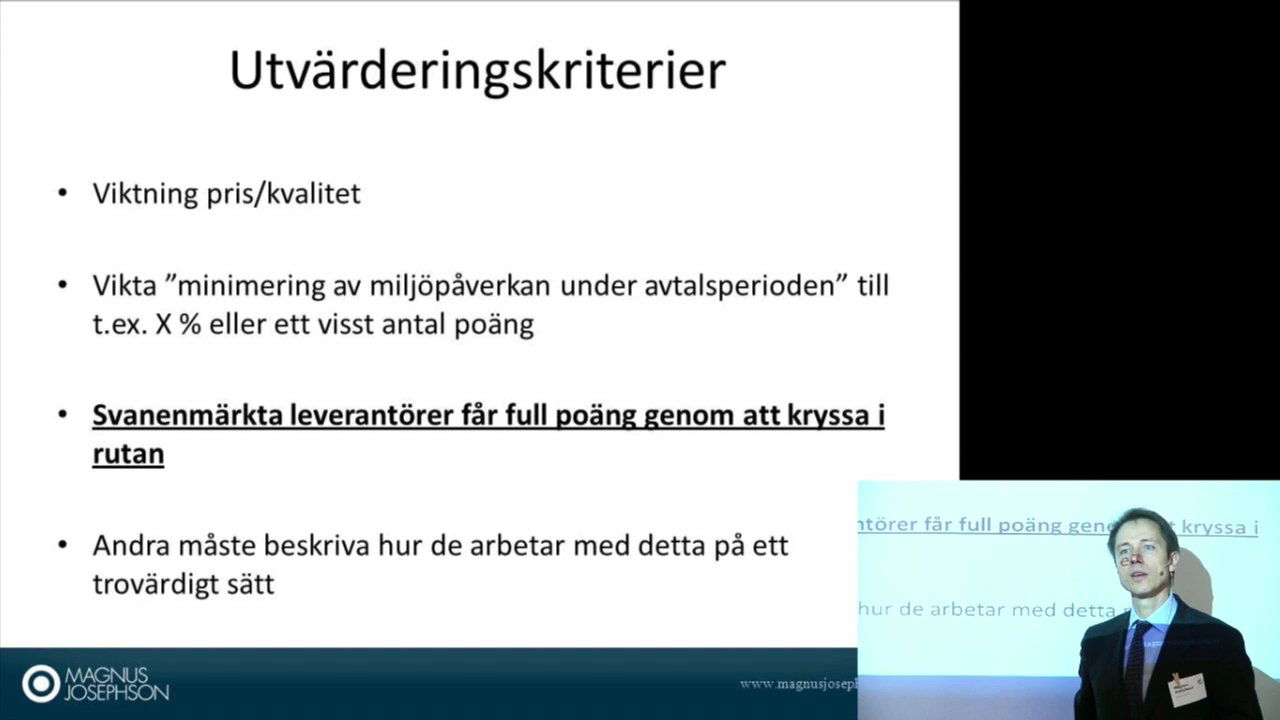 Utvärderingskriterier
• Viktning pris/kvalitet
• Vikta ”minimering av miljöpåverkan under avtalsperioden” till
t.ex. X % eller ett visst antal poäng
• Svanenmärkta leverantörer får full poäng genom att kryssa i
rutan
• Andra måste beskriva hur de arbetar med detta på ett
trovärdigt sätt
MAGNUS
JOSEPHSON
www.magnusjoseph
ntörer får full poäng gen kryssa i
hur de arbetar med detta